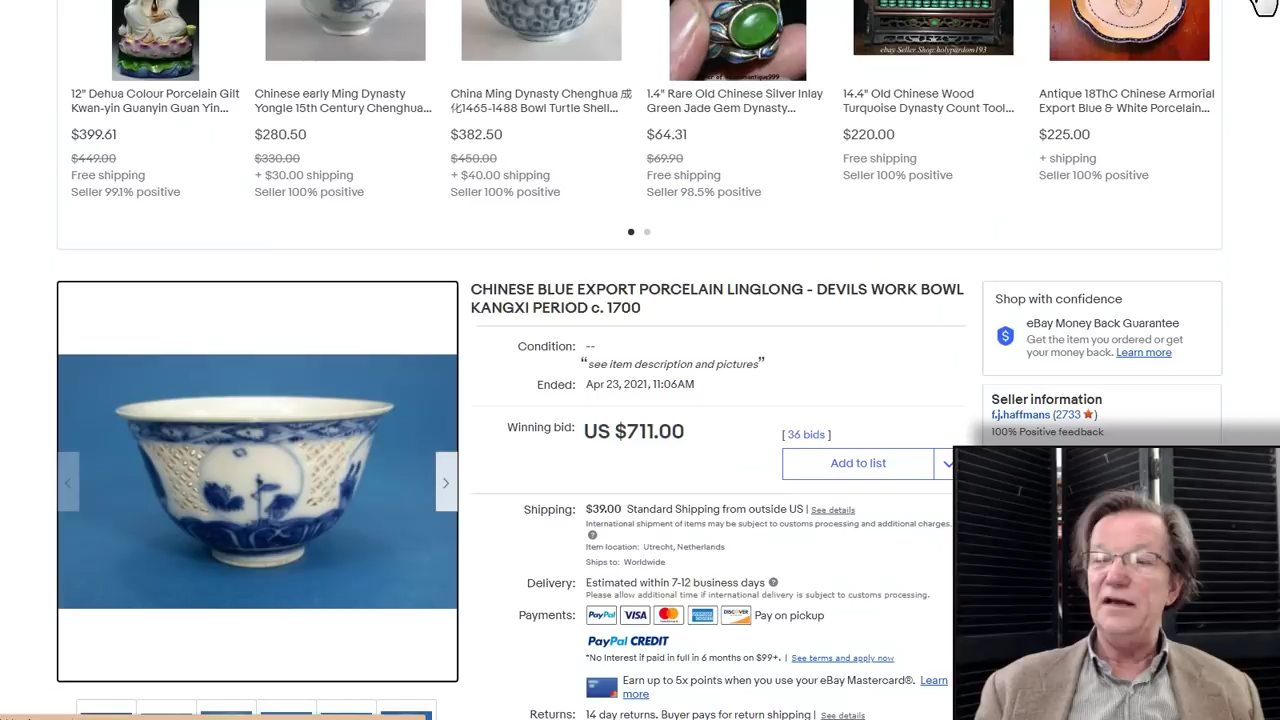 ebay Seller Shop:holypardom193
12" Dehua Colour Porcelain Gilt
Kwan-yin Guanyin Guan Yin...
$399.61
$449.00
Free shipping
Seller 99.1% positive
Chinese early Ming Dynasty
Yongle 15th Century Chenghua...
$280.50
$330.00
+ $30.00 shipping
Seller 100% positive
China Ming Dynasty Chenghua 成
化1465-1488 Bowl Turtle Shell...
$382.50
$450.00
+ $40.00 shipping
Seller 100% positive
1.4" Rare Old Chinese Silver Inlay
Green Jade Gem Dynasty...
$64.31
$69.90
Free shipping
Seller 98.5% positive
14.4" Old Chinese Wood
Turquoise Dynasty Count Tool...
$220.00
Free shipping
Seller 100% positive
Antique 18ThC Chinese Armorial
Export Blue & White Porcelain...
$225.00
+ shipping
Seller 100% positive
CHINESE BLUE EXPORT PORCELAIN LINGLONG - DEVILS WORK BOWL
KANGXI PERIOD c. 1700
Condition: --
"see item description and pictures"
Ended: Apr 23, 2021, 11:06AM
Winning bid: US $711.00 [ 36 bids ]
Add to list
Shipping: $39.00 Standard Shipping from outside US | See details
International shipment of items may be subject to customs processing and additional charges.
Item location: Utrecht, Netherlands
Ships to: Worldwide
Delivery: Estimated within 7-12 business days
Please allow additional time if international delivery is subject to customs processing.
Payments: PayPal VISA DISCOVER Pay on pickup
PayPal CREDIT
*No Interest if paid in full in 6 months on $99+. | See terms and apply now
Earn up to 5x points when you use your eBay Mastercard®. Learn
more
Returns: 14 day returns. Buyer pays for return shipping | See details
Shop with confidence
eBay Money Back Guarantee
Get the item you ordered or get
your money back. Learn more
Seller information
f.j.haffmans (2733)
100% Positive feedback